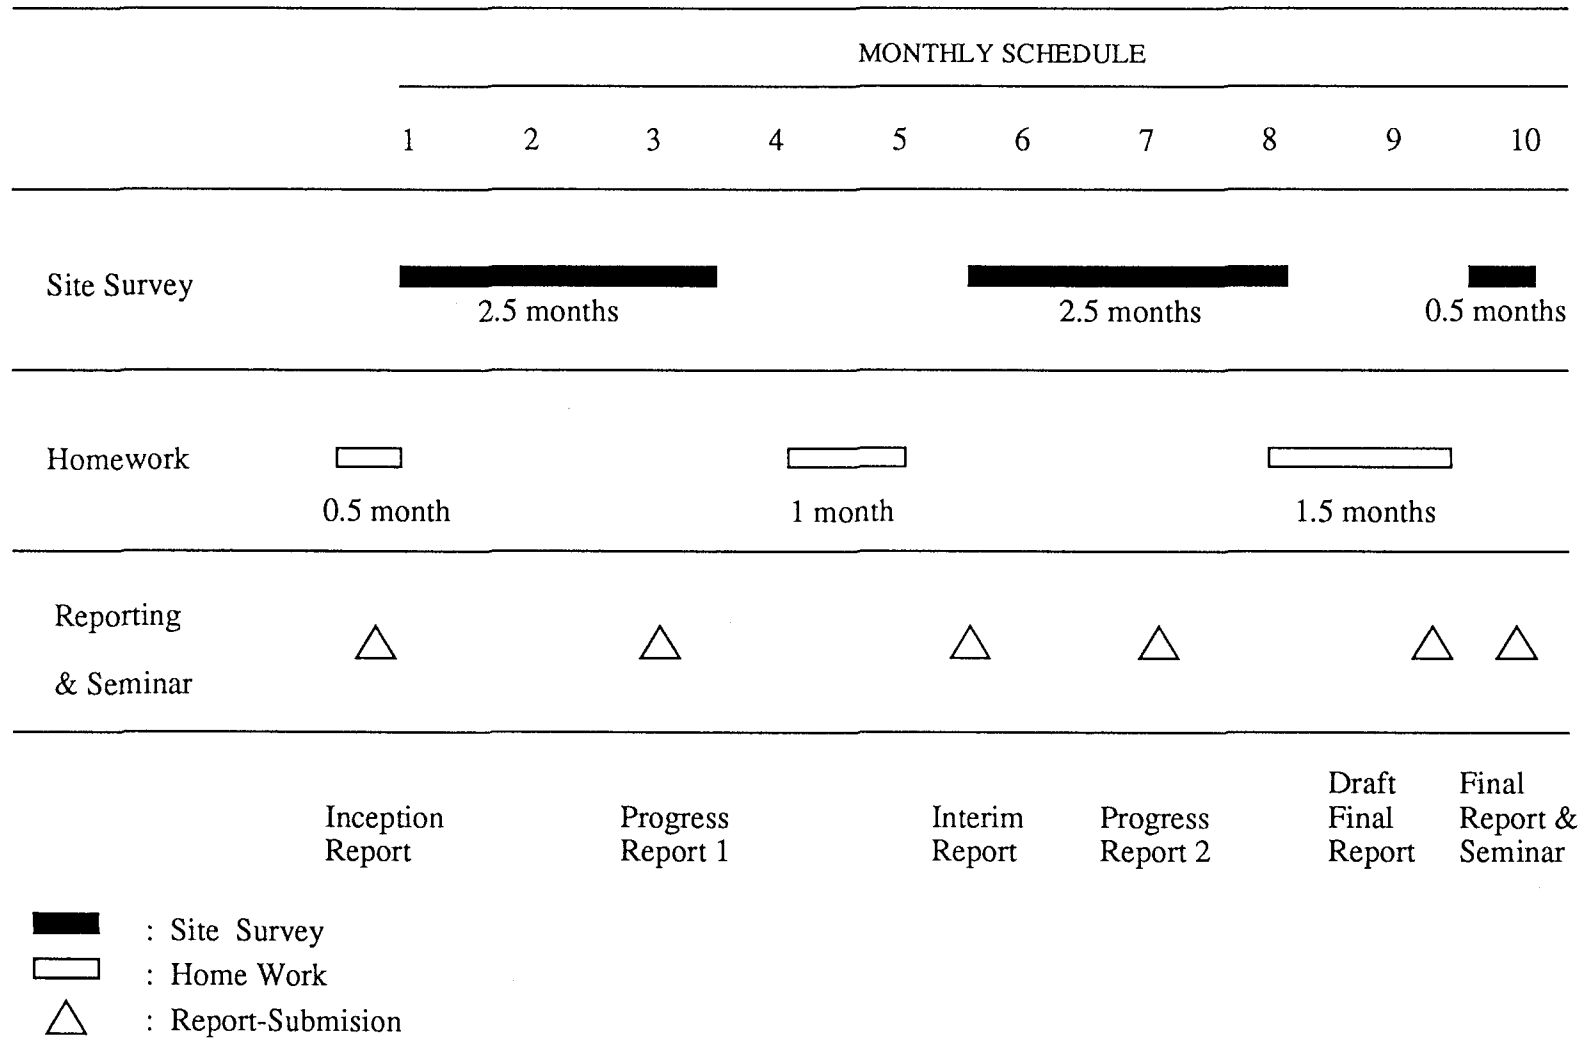 MONTHLY SCHEDULE
1 2 3 4 5 6 7 8 9 10
Site Survey
2.5 months 2.5 months 0.5 months
Homework
0.5 month 1 month 1.5 months
Reporting
& Seminar
Inception
Report
Progress
Report 1
Interim
Report
Progress
Report 2
Draft
Final
Report
Final
Report &
Seminar
: Site Survey
: Home Work
: Report-Submision